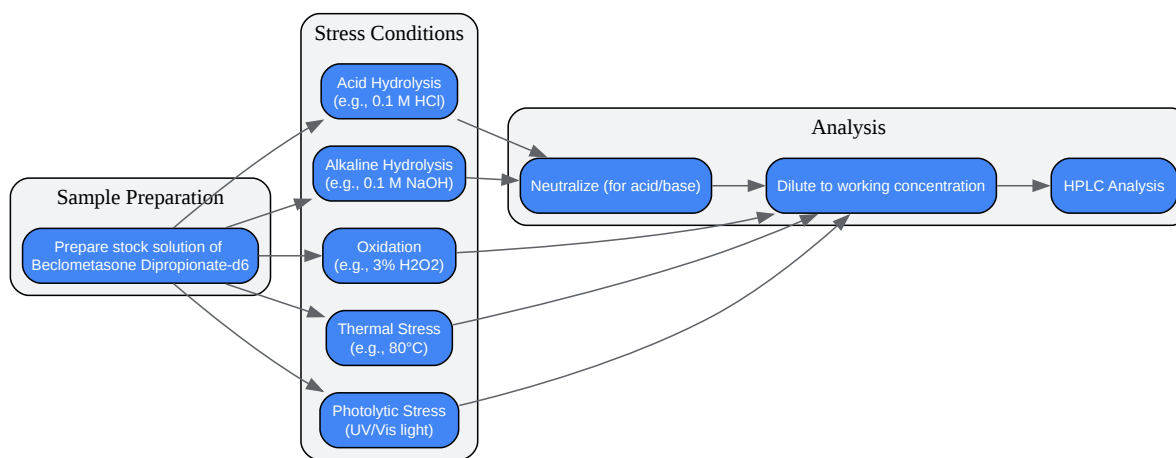 Sample Preparation
Prepare stock solution of
Beclometasone Dipropionate-d6
Stress Conditions
Acid Hydrolysis
(e.g., 0.1 M HCl)
Alkaline Hydrolysis
(e.g., 0.1 M NaOH)
Oxidation
(e.g., 3% H2O2)
Thermal Stress
(e.g., 80°C)
Photolytic Stress
(UV/Vis light)
Analysis
Neutralize (for acid/base)
Dilute to working concentration
HPLC Analysis